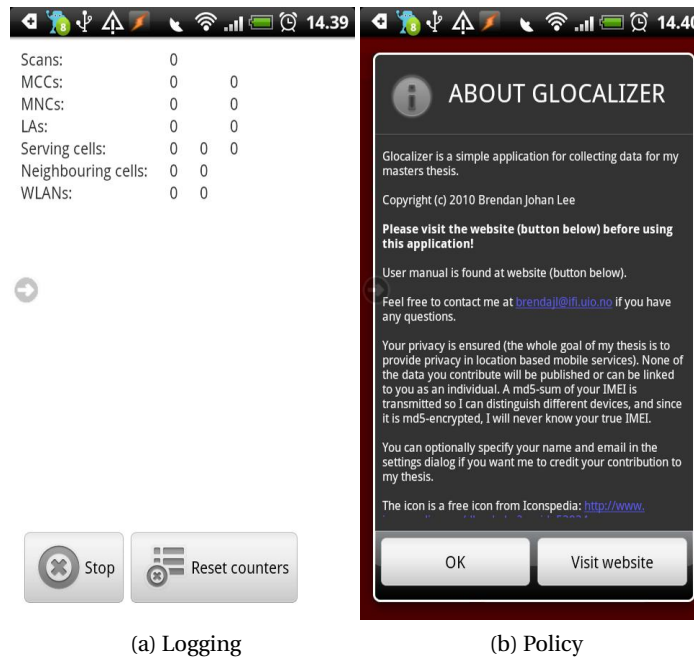 14.39
Scans: 0
MCCs: 0 0
MNCs: 0 0
LAs: 0 0
Serving cells: 0 0 0
Neighbouring cells: 0 0
WLANs: 0 0
Stop
Reset counters
(a) Logging
14.40
ABOUT GLOCALIZER
Glocalizer is a simple application for collecting data for my
masters thesis.
Copyright (c) 2010 Brendan Johan Lee
Please visit the website (button below) before using
this application!
User manual is found at website (button below).
Feel free to contact me at brendajl@ifi.uio.no if you have
any questions.
Your privacy is ensured (the whole goal of my thesis is to
provide privacy in location based mobile services). None of
the data you contribute will be published or can be linked
to you as an individual. A md5-sum of your IMEI is
transmitted so I can distinguish different devices, and since
it is md5-encrypted, I will never know your true IMEI.
You can optionally specify your name and email in the
settings dialog if you want me to credit your contribution to
my thesis.
The icon is a free icon from Iconspedia: http://www.
OK
Visit website
(b) Policy